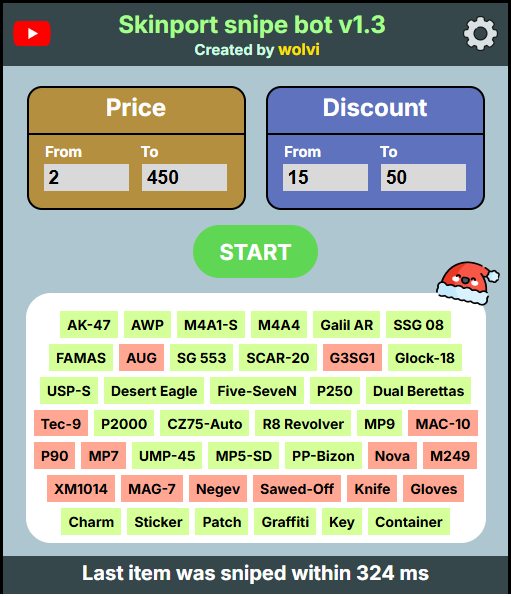 Skinport snipe bot v1.3
Created by wolvi
Price
From To
2 450
Discount
From To
15 50
START
AK-47 AWP M4A1-S M4A4 Galil AR SSG 08
FAMAS AUG SG 553 SCAR-20 G3SG1 Glock-18
USP-S Desert Eagle Five-SeveN P250 Dual Berettas
Tec-9 P2000 CZ75-Auto R8 Revolver MP9 MAC-10
P90 MP7 UMP-45 MP5-SD PP-Bizon Nova M249
XM1014 MAG-7 Negev Sawed-Off Knife Gloves
Charm Sticker Patch Graffiti Key Container
Last item was sniped within 324 ms